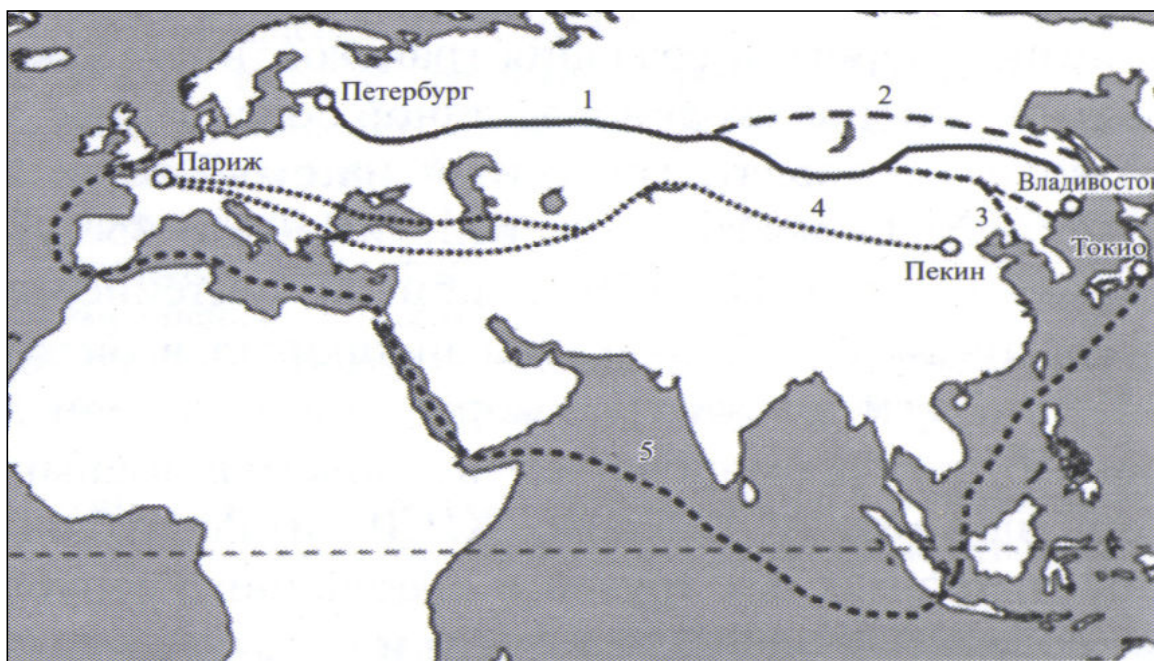 Петербург
1
2
Париж
Владивосток
3
4
Токио
Пекин
5